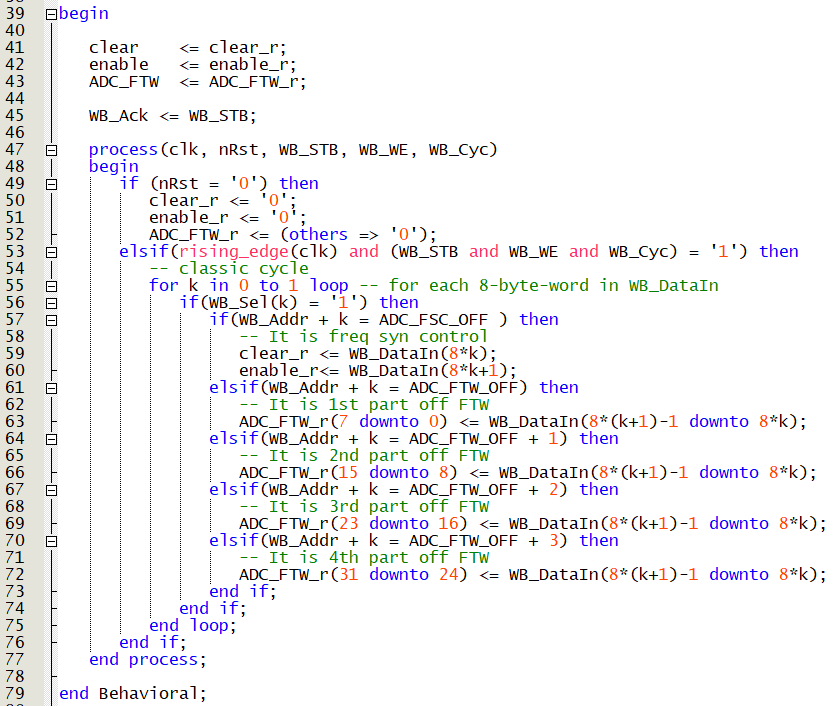 39 begin
40
41 clear    <= clear_r;
42 enable   <= enable_r;
43 ADC_FTW  <= ADC_FTW_r;
44
45 WB_Ack <= WB_STB;
46
47 process(clk, nRst, WB_STB, WB_WE, WB_Cyc)
48 begin
49 if (nRst = '0') then
50 clear_r <= '0';
51 enable_r <= '0';
52 ADC_FTW_r <= (others => '0');
53 elsif(rising_edge(clk) and (WB_STB and WB_WE and WB_Cyc) = '1') then
54 -- classic cycle
55 for k in 0 to 1 loop -- for each 8-byte-word in WB_DataIn
56 if(WB_Sel(k) = '1') then
57 if(WB_Addr + k = ADC_FSC_OFF ) then
58 -- It is freq syn control
59 clear_r <= WB_DataIn(8*k);
60 enable_r<= WB_DataIn(8*k+1);
61 elsif(WB_Addr + k = ADC_FTW_OFF) then
62 -- It is 1st part off FTW
63 ADC_FTW_r(7 downto 0) <= WB_DataIn(8*(k+1)-1 downto 8*k);
64 elsif(WB_Addr + k = ADC_FTW_OFF + 1) then
65 -- It is 2nd part off FTW
66 ADC_FTW_r(15 downto 8) <= WB_DataIn(8*(k+1)-1 downto 8*k);
67 elsif(WB_Addr + k = ADC_FTW_OFF + 2) then
68 -- It is 3rd part off FTW
69 ADC_FTW_r(23 downto 16) <= WB_DataIn(8*(k+1)-1 downto 8*k);
70 elsif(WB_Addr + k = ADC_FTW_OFF + 3) then
71 -- It is 4th part off FTW
72 ADC_FTW_r(31 downto 24) <= WB_DataIn(8*(k+1)-1 downto 8*k);
73 end if;
74 end if;
75 end loop;
76 end if;
77 end process;
78
79 end Behavioral;